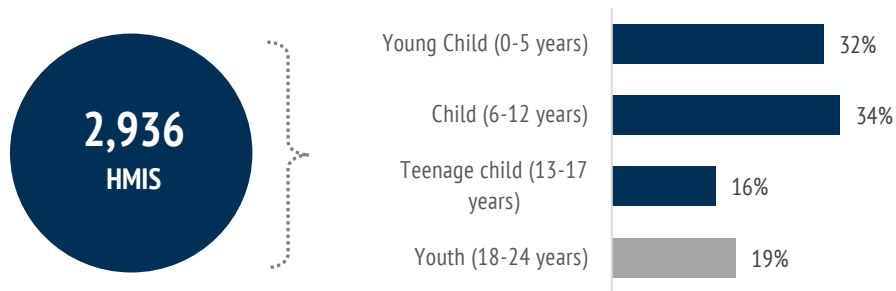 2,936
HMIS
Young Child (0-5 years)
32%
Child (6-12 years)
34%
Teenage child (13-17
years)
16%
Youth (18-24 years)
19%